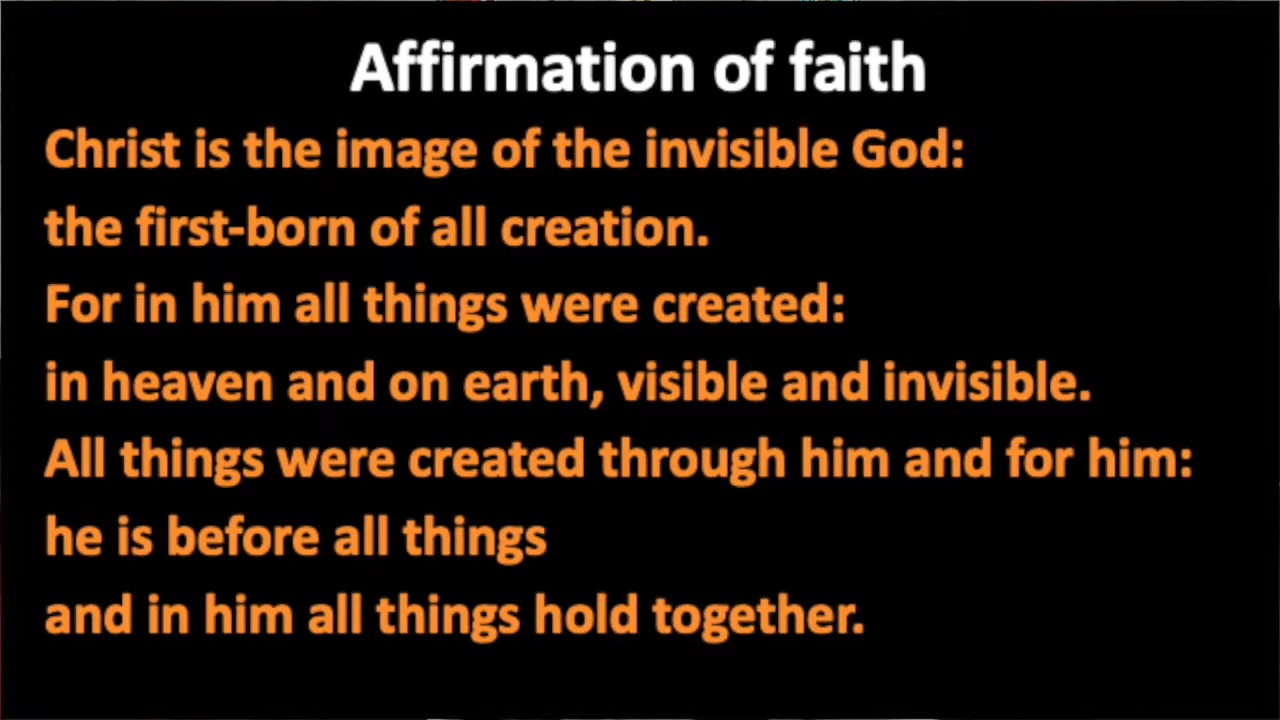 Affirmation of faith
Christ is the image of the invisible God:
the first-born of all creation.
For in him all things were created:
in heaven and on earth, visible and invisible.
All things were created through him and for him:
he is before all things
and in him all things hold together.